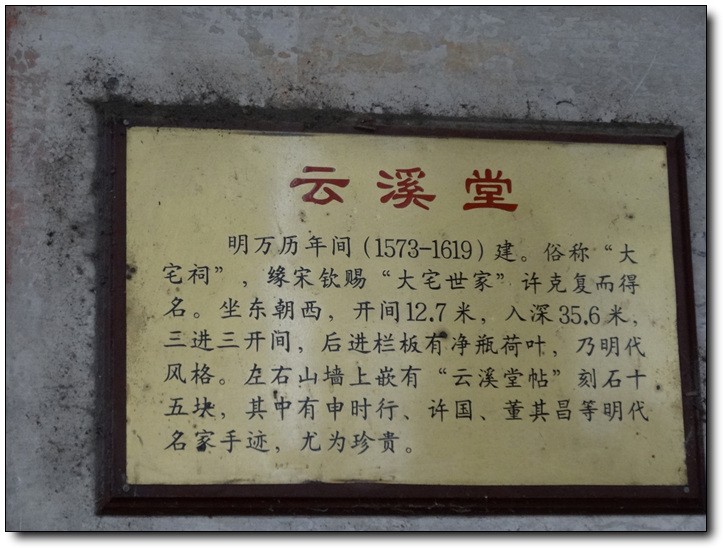 云溪堂
明万历年间（1573-1619）建。俗称“大
宅祠”，缘宋钦赐“大宅世家”许克复而得
名。坐东朝西，开间12.7米，入深35.6米，
三进三开间，后进栏板有净瓶荷叶，乃明代
风格。左右山墙上嵌有“云溪堂帖”刻石十
五块，其中有申时行、许国、董其昌等明代
名家手迹，尤为珍贵。